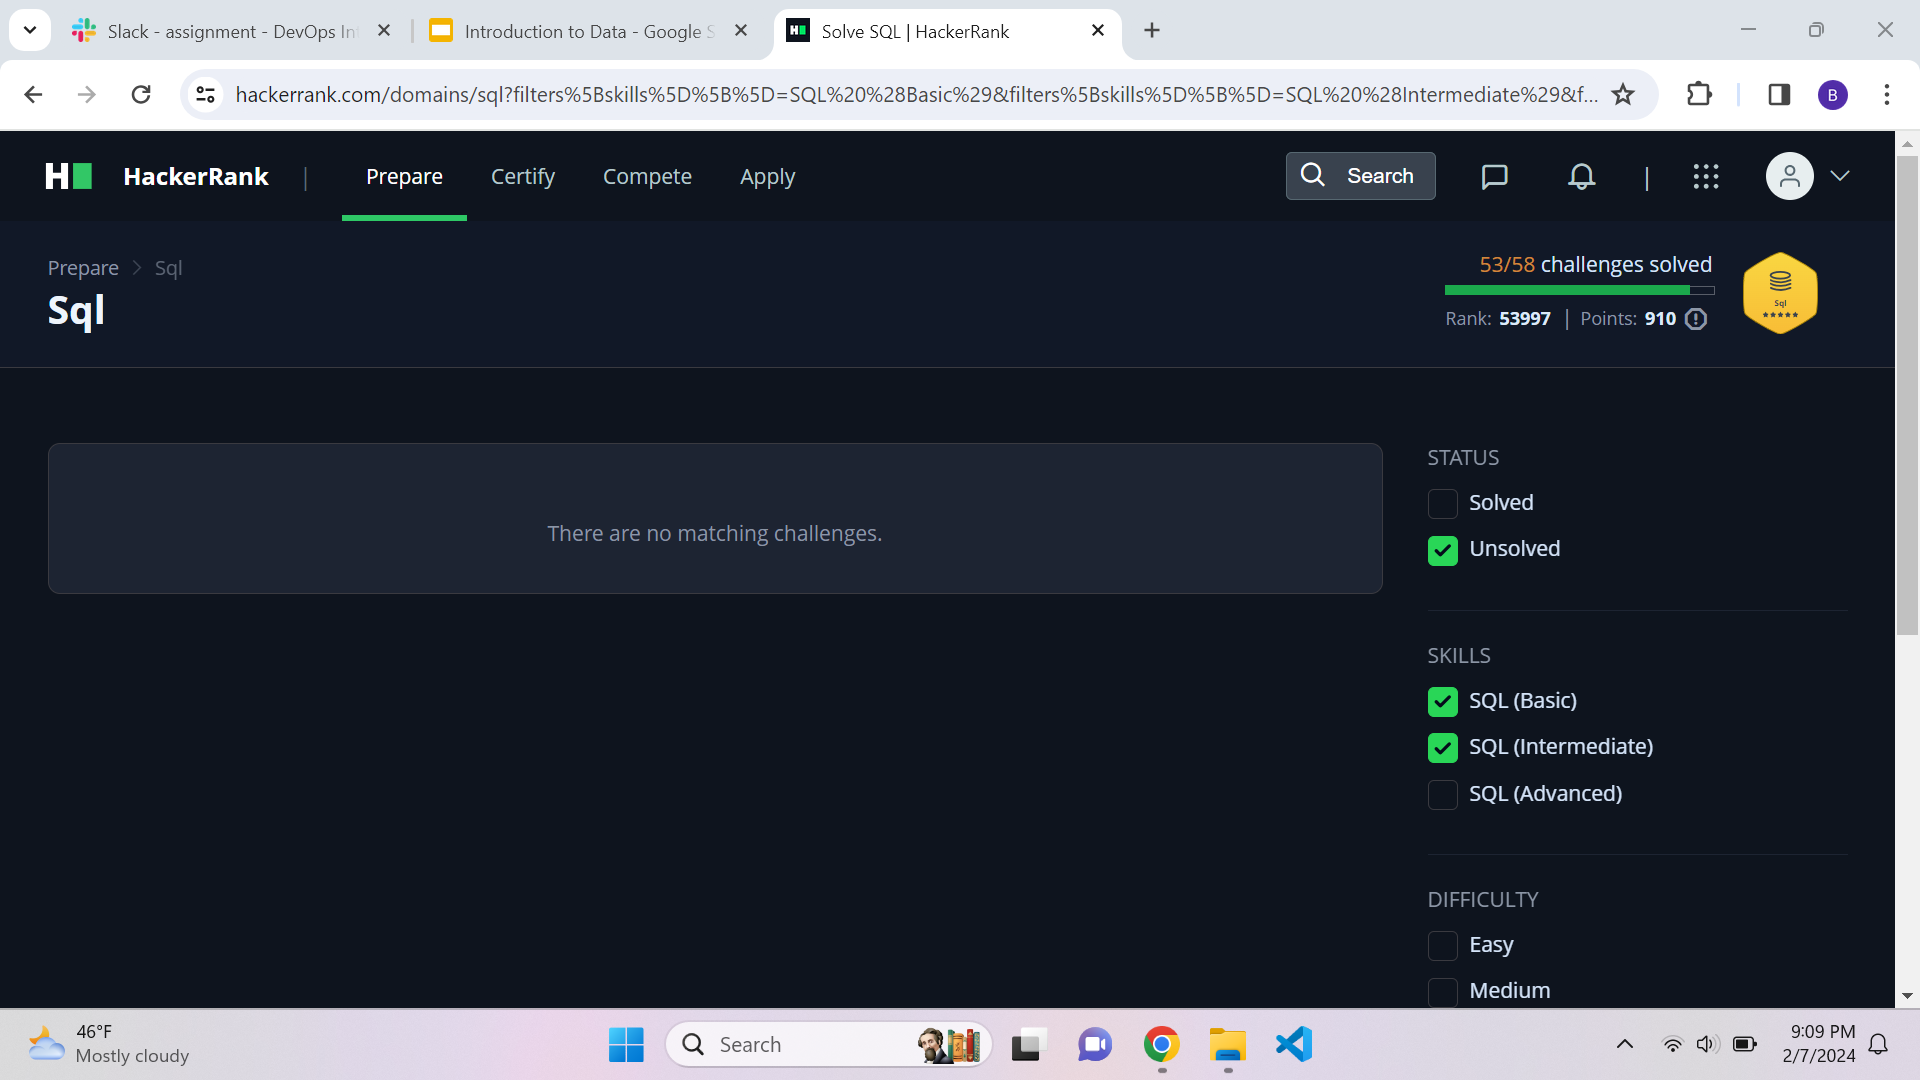 Slack - assignment - DevOps In
Introduction to Data - Google S
Solve SQL | HackerRank
hackerrank.com/domains/sql?filters%5Bskills%5D%5B%5D=SQL%20%28Basic%29&filters%5Bskills%5D%5B%5D=SQL%20%28Intermediate%29&f...
B
H
HackerRank
|
Prepare
Certify
Compete
Apply
Search
|
Prepare > Sql
Sql
53/58 challenges solved
Rank: 53997 | Points: 910
Sql
There are no matching challenges.
STATUS
Solved
Unsolved
SKILLS
SQL (Basic)
SQL (Intermediate)
SQL (Advanced)
DIFFICULTY
Easy
Medium
46°F
Mostly cloudy
Search
9:09 PM
2/7/2024